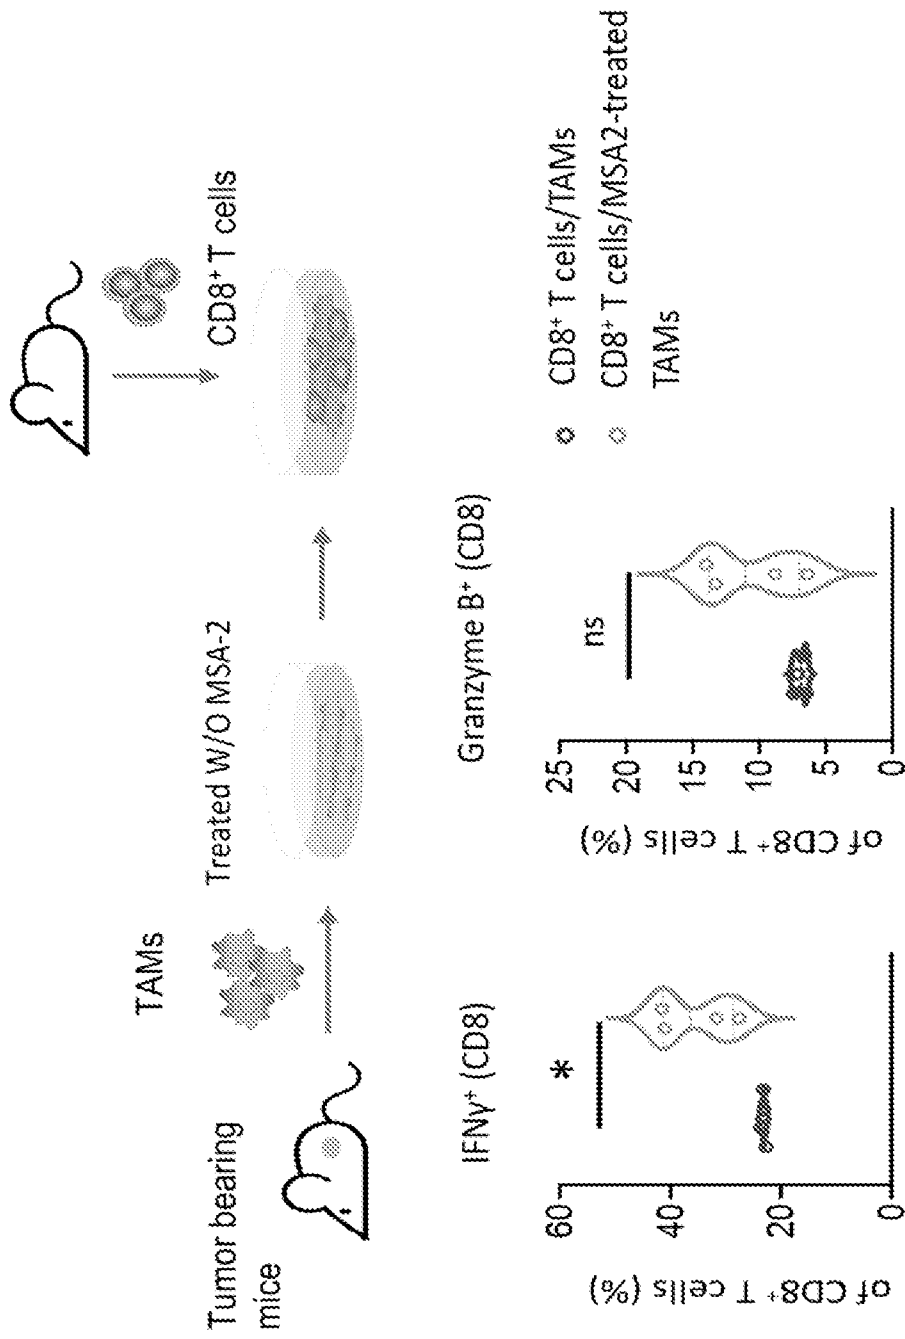 Tumor bearing
mice
TAMs
Treated W/O MSA-2
CD8⁺ T cells
IFNγ⁺ (CD8)
of CD8⁺ T cells (%)
60
40
20
0
*
Granzyme B⁺ (CD8)
of CD8⁺ T cells (%)
25
20
15
10
5
0
ns
CD8⁺ T cells/TAMs
CD8⁺ T cells/MSA2-treated
TAMs